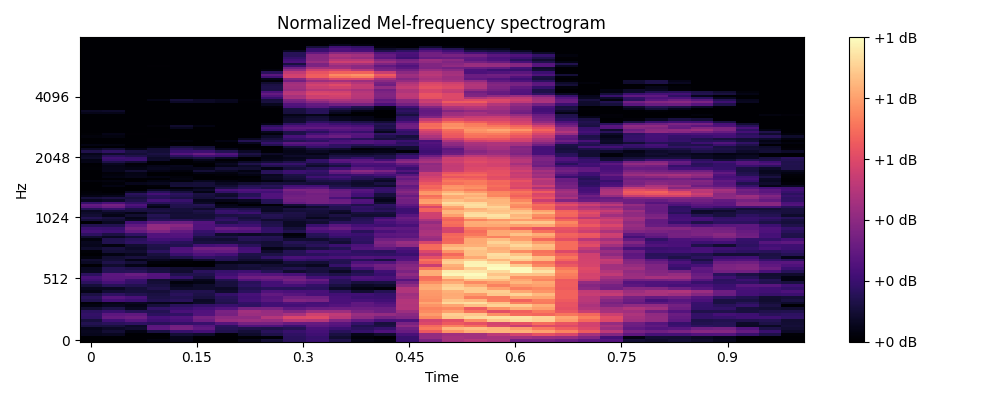 Normalized Mel-frequency spectrogram
Hz
4096
2048
1024
512
0
0 0.15 0.3 0.45 0.6 0.75 0.9
Time
+1 dB
+1 dB
+1 dB
+0 dB
+0 dB
+0 dB